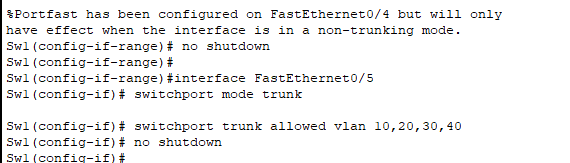 %Portfast has been configured on FastEthernet0/4 but will only
have effect when the interface is in a non-trunking mode.
Sw1(config-if-range)# no shutdown
Sw1(config-if-range)#
Sw1(config-if-range)#interface FastEthernet0/5
Sw1(config-if)# switchport mode trunk
Sw1(config-if)# switchport trunk allowed vlan 10,20,30,40
Sw1(config-if)# no shutdown
Sw1(config-if)#